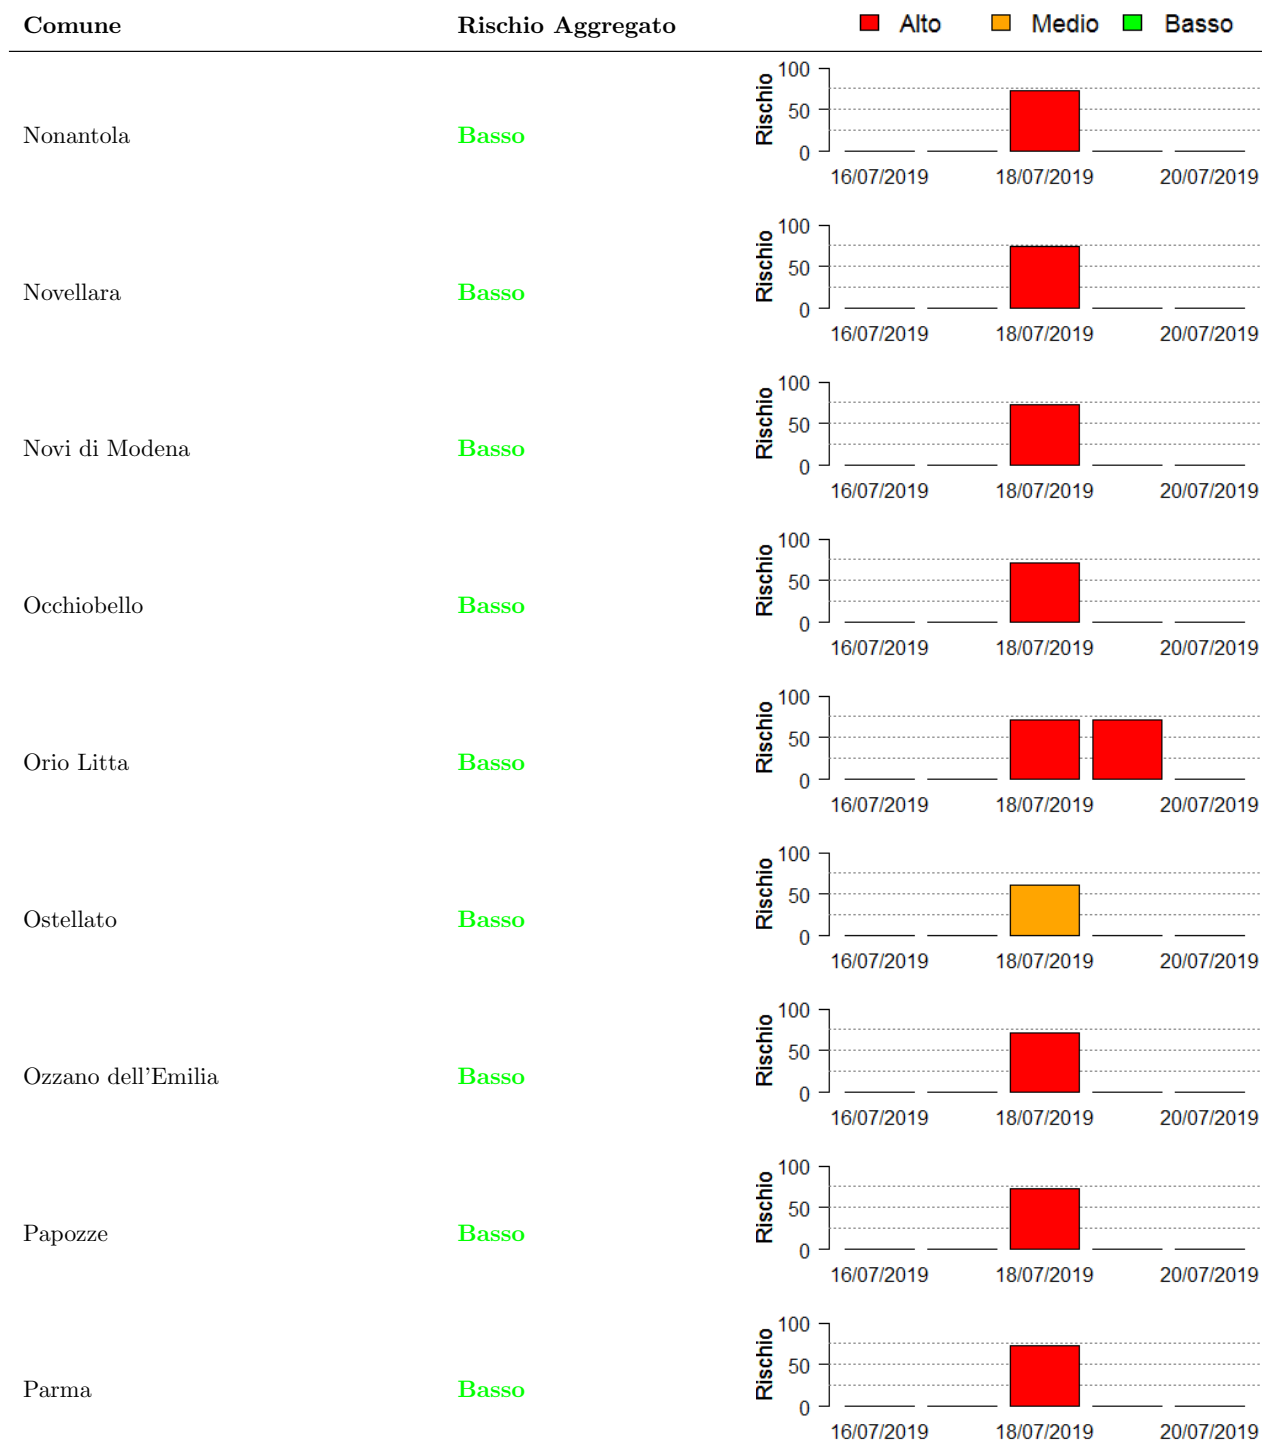 Comune Rischio Aggregato Alto Medio Basso
100
50
0
Rischio
Nonantola Basso
16/07/2019 18/07/2019 20/07/2019
100
50
0
Rischio
Novellara Basso
16/07/2019 18/07/2019 20/07/2019
100
50
0
Rischio
Novi di Modena Basso
16/07/2019 18/07/2019 20/07/2019
100
50
0
Rischio
Occhiobello Basso
16/07/2019 18/07/2019 20/07/2019
100
50
0
Rischio
Orio Litta Basso
16/07/2019 18/07/2019 20/07/2019
100
50
0
Rischio
Ostellato Basso
16/07/2019 18/07/2019 20/07/2019
100
50
0
Rischio
Ozzano dell'Emilia Basso
16/07/2019 18/07/2019 20/07/2019
100
50
0
Rischio
Papozze Basso
16/07/2019 18/07/2019 20/07/2019
100
50
0
Rischio
Parma Basso
16/07/2019 18/07/2019 20/07/2019